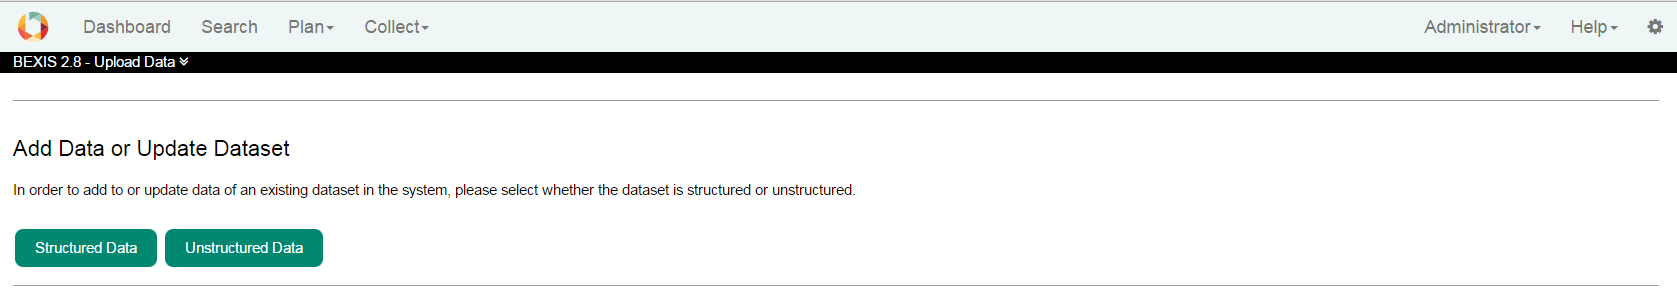 Dashboard Search Plan Collect Administrator Help
BEXIS 2.8 - Upload Data
Add Data or Update Dataset
In order to add to or update data of an existing dataset in the system, please select whether the dataset is structured or unstructured.
Structured Data Unstructured Data